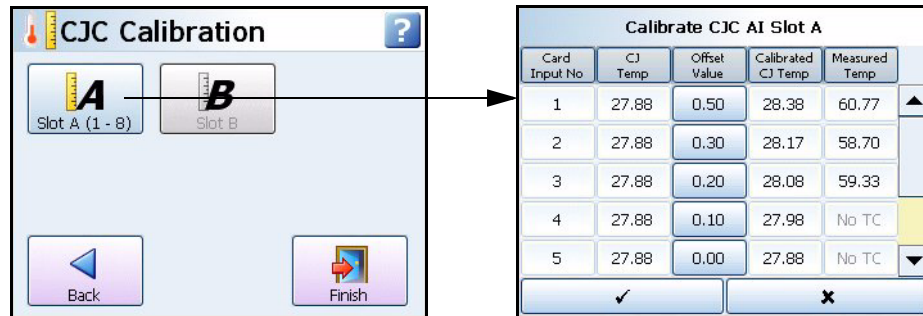 CJC Calibration
?
A
Slot A (1 - 8)
B
Slot B
Back
Finish
Calibrate CJC AI Slot A
Card Input No CJ Temp Offset Value Calibrated CJ Temp Measured Temp
1 27.88 0.50 28.38 60.77
2 27.88 0.30 28.17 58.70
3 27.88 0.20 28.08 59.33
4 27.88 0.10 27.98 No TC
5 27.88 0.00 27.88 No TC